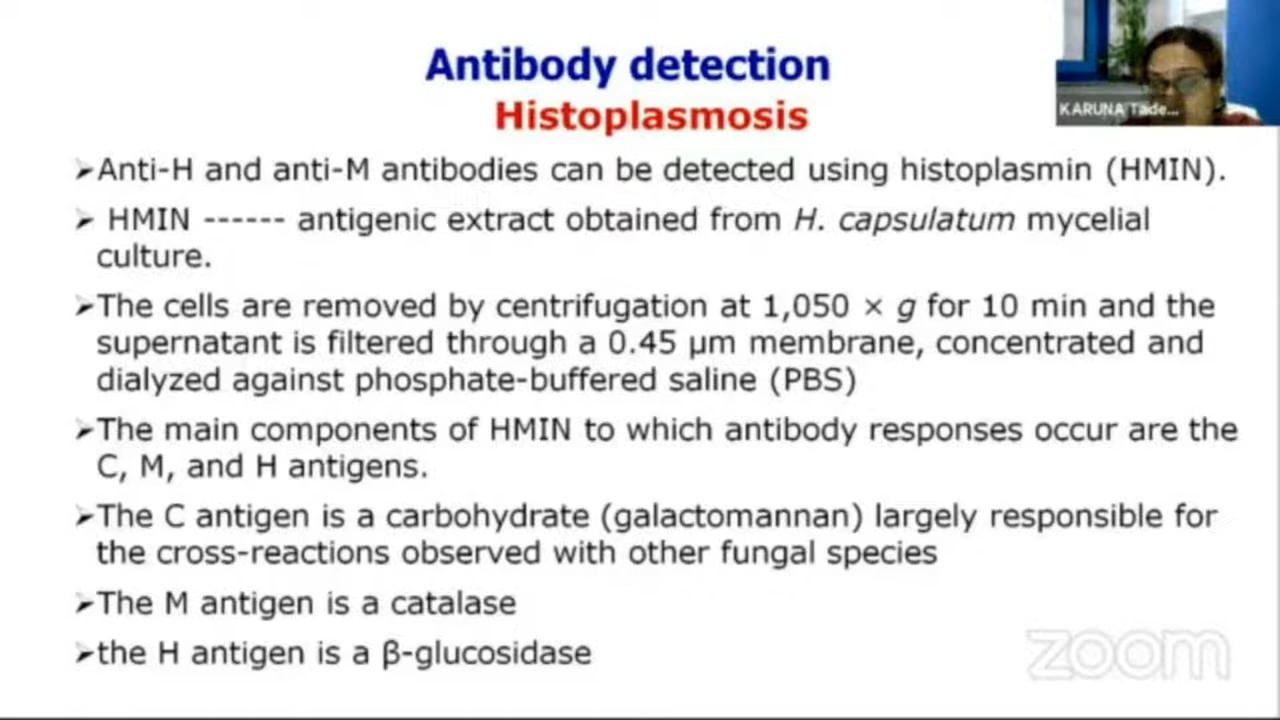 Antibody detection
Histoplasmosis
KARUNA Tade...
➢Anti-H and anti-M antibodies can be detected using histoplasmin (HMIN).
➢ HMIN ------ antigenic extract obtained from H. capsulatum mycelial
culture.
➢The cells are removed by centrifugation at 1,050 × g for 10 min and the
supernatant is filtered through a 0.45 µm membrane, concentrated and
dialyzed against phosphate-buffered saline (PBS)
➢The main components of HMIN to which antibody responses occur are the
C, M, and H antigens.
➢The C antigen is a carbohydrate (galactomannan) largely responsible for
the cross-reactions observed with other fungal species
➢The M antigen is a catalase
➢the H antigen is a β-glucosidase
zoom